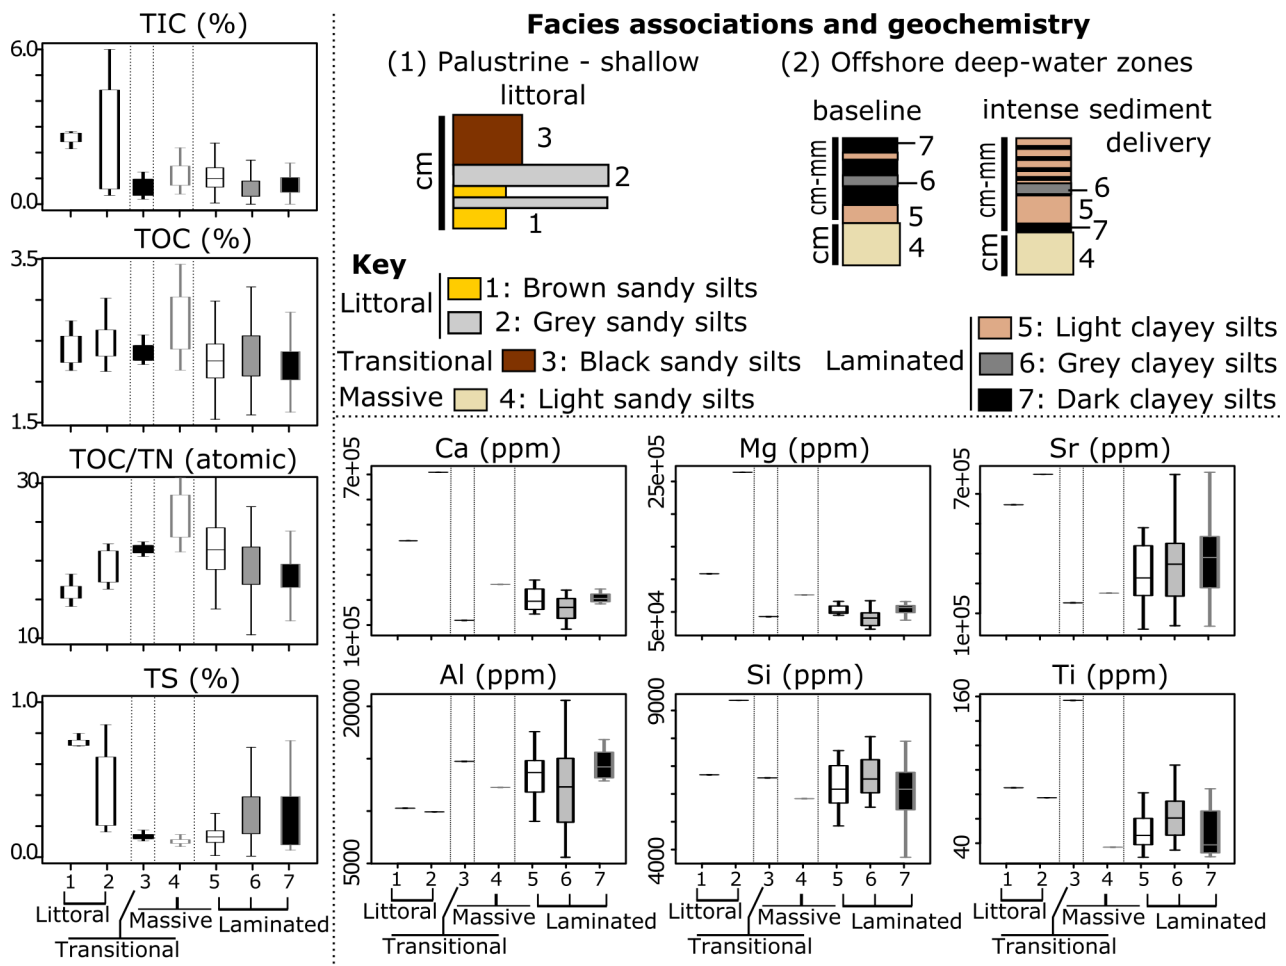 TIC (%)
6.0
0.0
TOC (%)
3.5
1.5
TOC/TN (atomic)
30
10
TS (%)
1.0
0.0
1 2 3 4 5 6 7
Littoral
Massive
Laminated
Transitional
Facies associations and geochemistry
(1) Palustrine - shallow
littoral
cm
3
2
1
(2) Offshore deep-water zones
baseline
cm-mm
cm
7
6
5
4
intense sediment
delivery
cm-mm
cm
6
5
7
4
Key
Littoral
1: Brown sandy silts
2: Grey sandy silts
Transitional
3: Black sandy silts
Massive
4: Light sandy silts
Laminated
5: Light clayey silts
6: Grey clayey silts
7: Dark clayey silts
Ca (ppm)
7e+05
1e+05
Mg (ppm)
25e+05
5e+04
Sr (ppm)
7e+05
1e+05
Al (ppm)
20000
5000
1 2 3 4 5 6 7
Littoral
Massive
Laminated
Transitional
Si (ppm)
9000
4000
1 2 3 4 5 6 7
Littoral
Massive
Laminated
Transitional
Ti (ppm)
160
40
1 2 3 4 5 6 7
Littoral
Massive
Laminated
Transitional